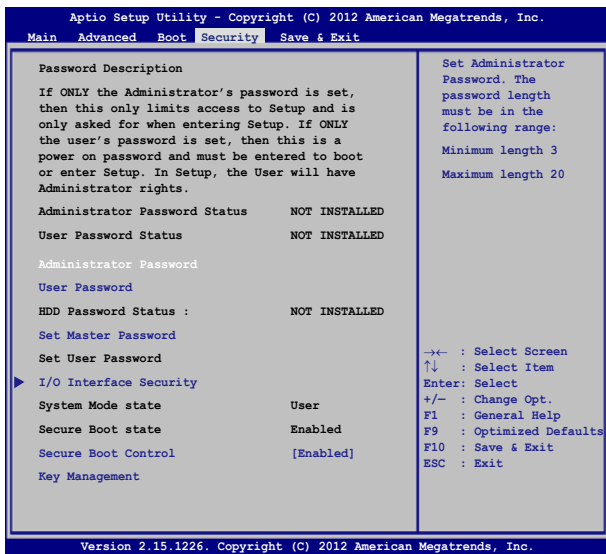 Aptio Setup Utility - Copyright (C) 2012 American Megatrends, Inc.
Main Advanced Boot Security Save & Exit
Password Description
If ONLY the Administrator's password is set,
then this only limits access to Setup and is
only asked for when entering Setup. If ONLY
the user's password is set, then this is a
power on password and must be entered to boot
or enter Setup. In Setup, the User will have
Administrator rights.
Administrator Password Status NOT INSTALLED
User Password Status NOT INSTALLED
Administrator Password
User Password
HDD Password Status : NOT INSTALLED
Set Master Password
Set User Password
I/O Interface Security
System Mode state User
Secure Boot state Enabled
Secure Boot Control [Enabled]
Key Management
Set Administrator
Password. The
password length
must be in the
following range:
Minimum length 3
Maximum length 20
→← : Select Screen
↑↓ : Select Item
Enter: Select
+/— : Change Opt.
F1 : General Help
F9 : Optimized Defaults
F10 : Save & Exit
ESC : Exit
Version 2.15.1226. Copyright (C) 2012 American Megatrends, Inc.